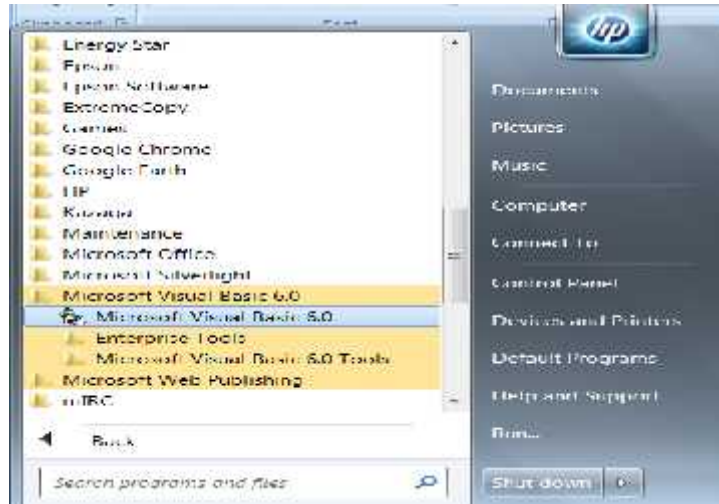 Energy Star
Epson
Epson Software
ExtremeCopy
Games
Google Chrome
Google Earth
HP
Maintenance
Microsoft Office
Microsoft Silverlight
Microsoft Visual Basic 6.0
Microsoft Visual Basic 6.0
Enterprise Tools
Microsoft Visual Basic 6.0 Tools
Microsoft Web Publishing
mIRC
Back
Search programs and files
hp
Documents
Pictures
Music
Computer
Connect To
Control Panel
Devices and Printers
Default Programs
Help and Support
Run...
Shut down